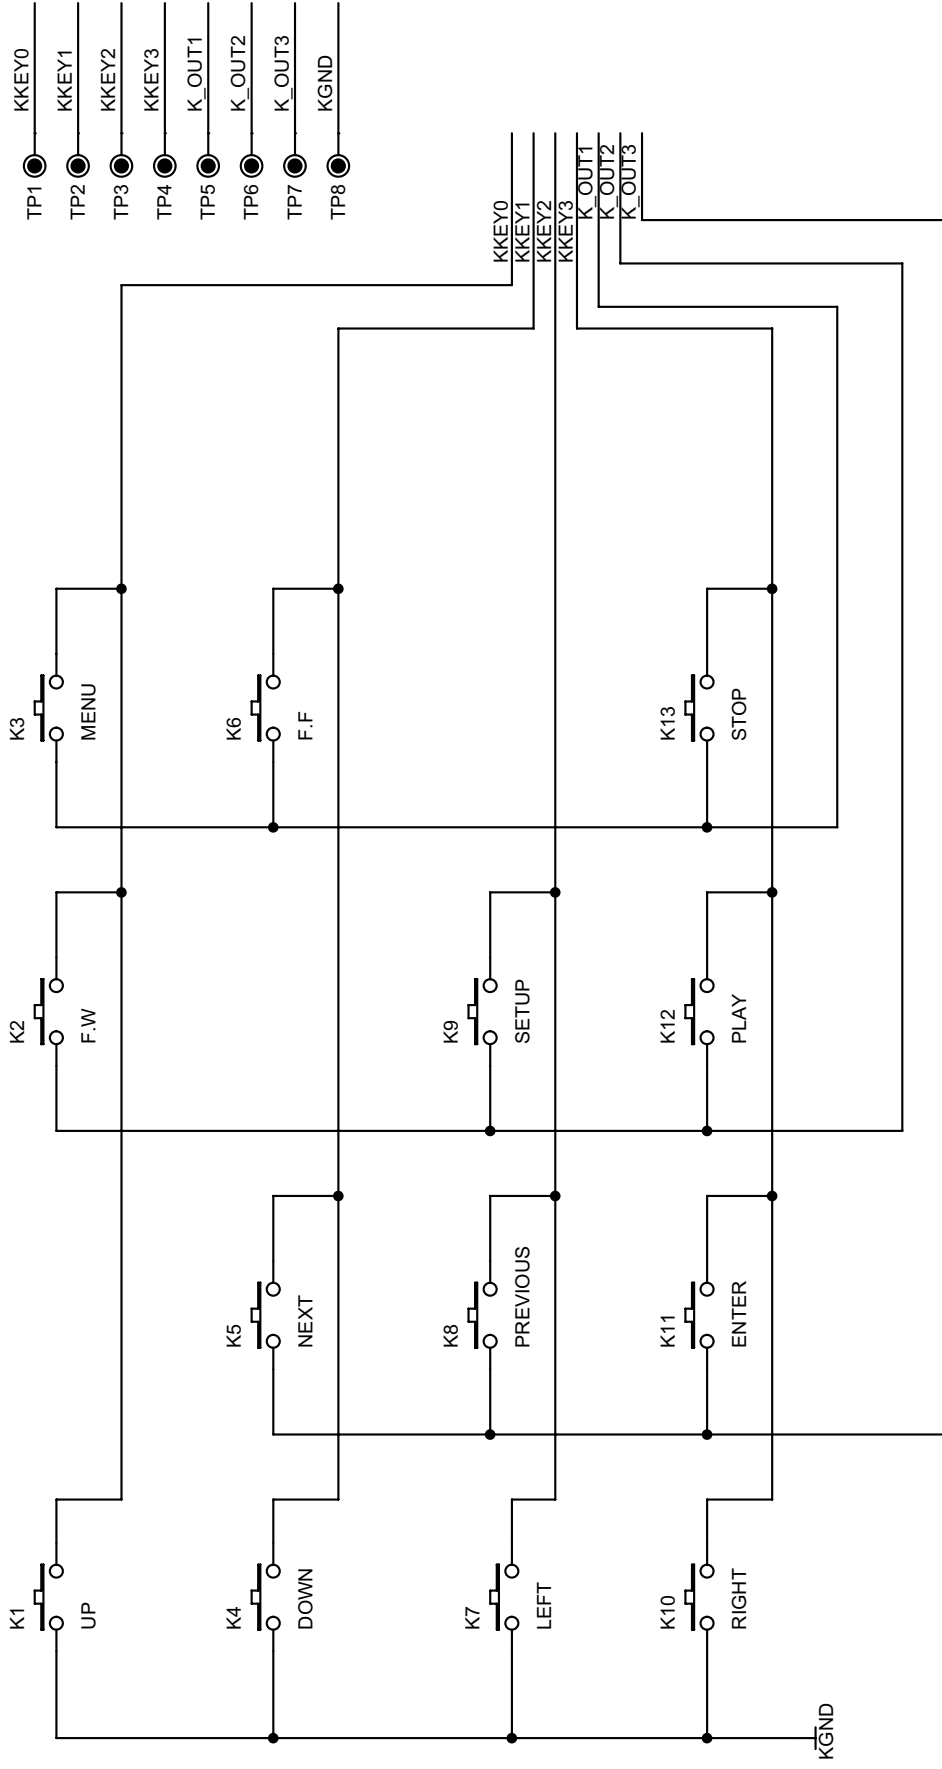 K1
UP
K2
F.W
K3
MENU
K4
DOWN
K5
NEXT
K6
F.F
K7
LEFT
K8
PREVIOUS
K9
SETUP
K10
RIGHT
K11
ENTER
K12
PLAY
K13
STOP
KGND
KKEY0
KKEY1
KKEY2
KKEY3
K_OUT1
K_OUT2
K_OUT3
TP1 KKEY0
TP2 KKEY1
TP3 KKEY2
TP4 KKEY3
TP5 K_OUT1
TP6 K_OUT2
TP7 K_OUT3
TP8 KGND